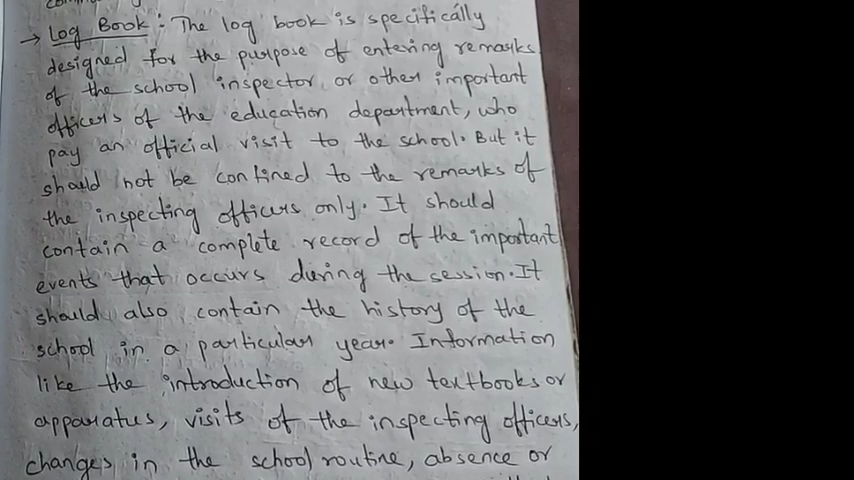 → Log Book : The log book is specifically
designed for the purpose of entering remarks
of the school inspector, or other important
officers of the education department, who
pay an official visit to the school. But it
should not be confined to the remarks of
the inspecting officers only. It should
contain a complete record of the important
events that occurs during the session. It
should also contain the history of the
school in a particular year. Information
like the introduction of new textbooks or
apparatus, visits of the inspecting officers,
changes in the school routine, absence or